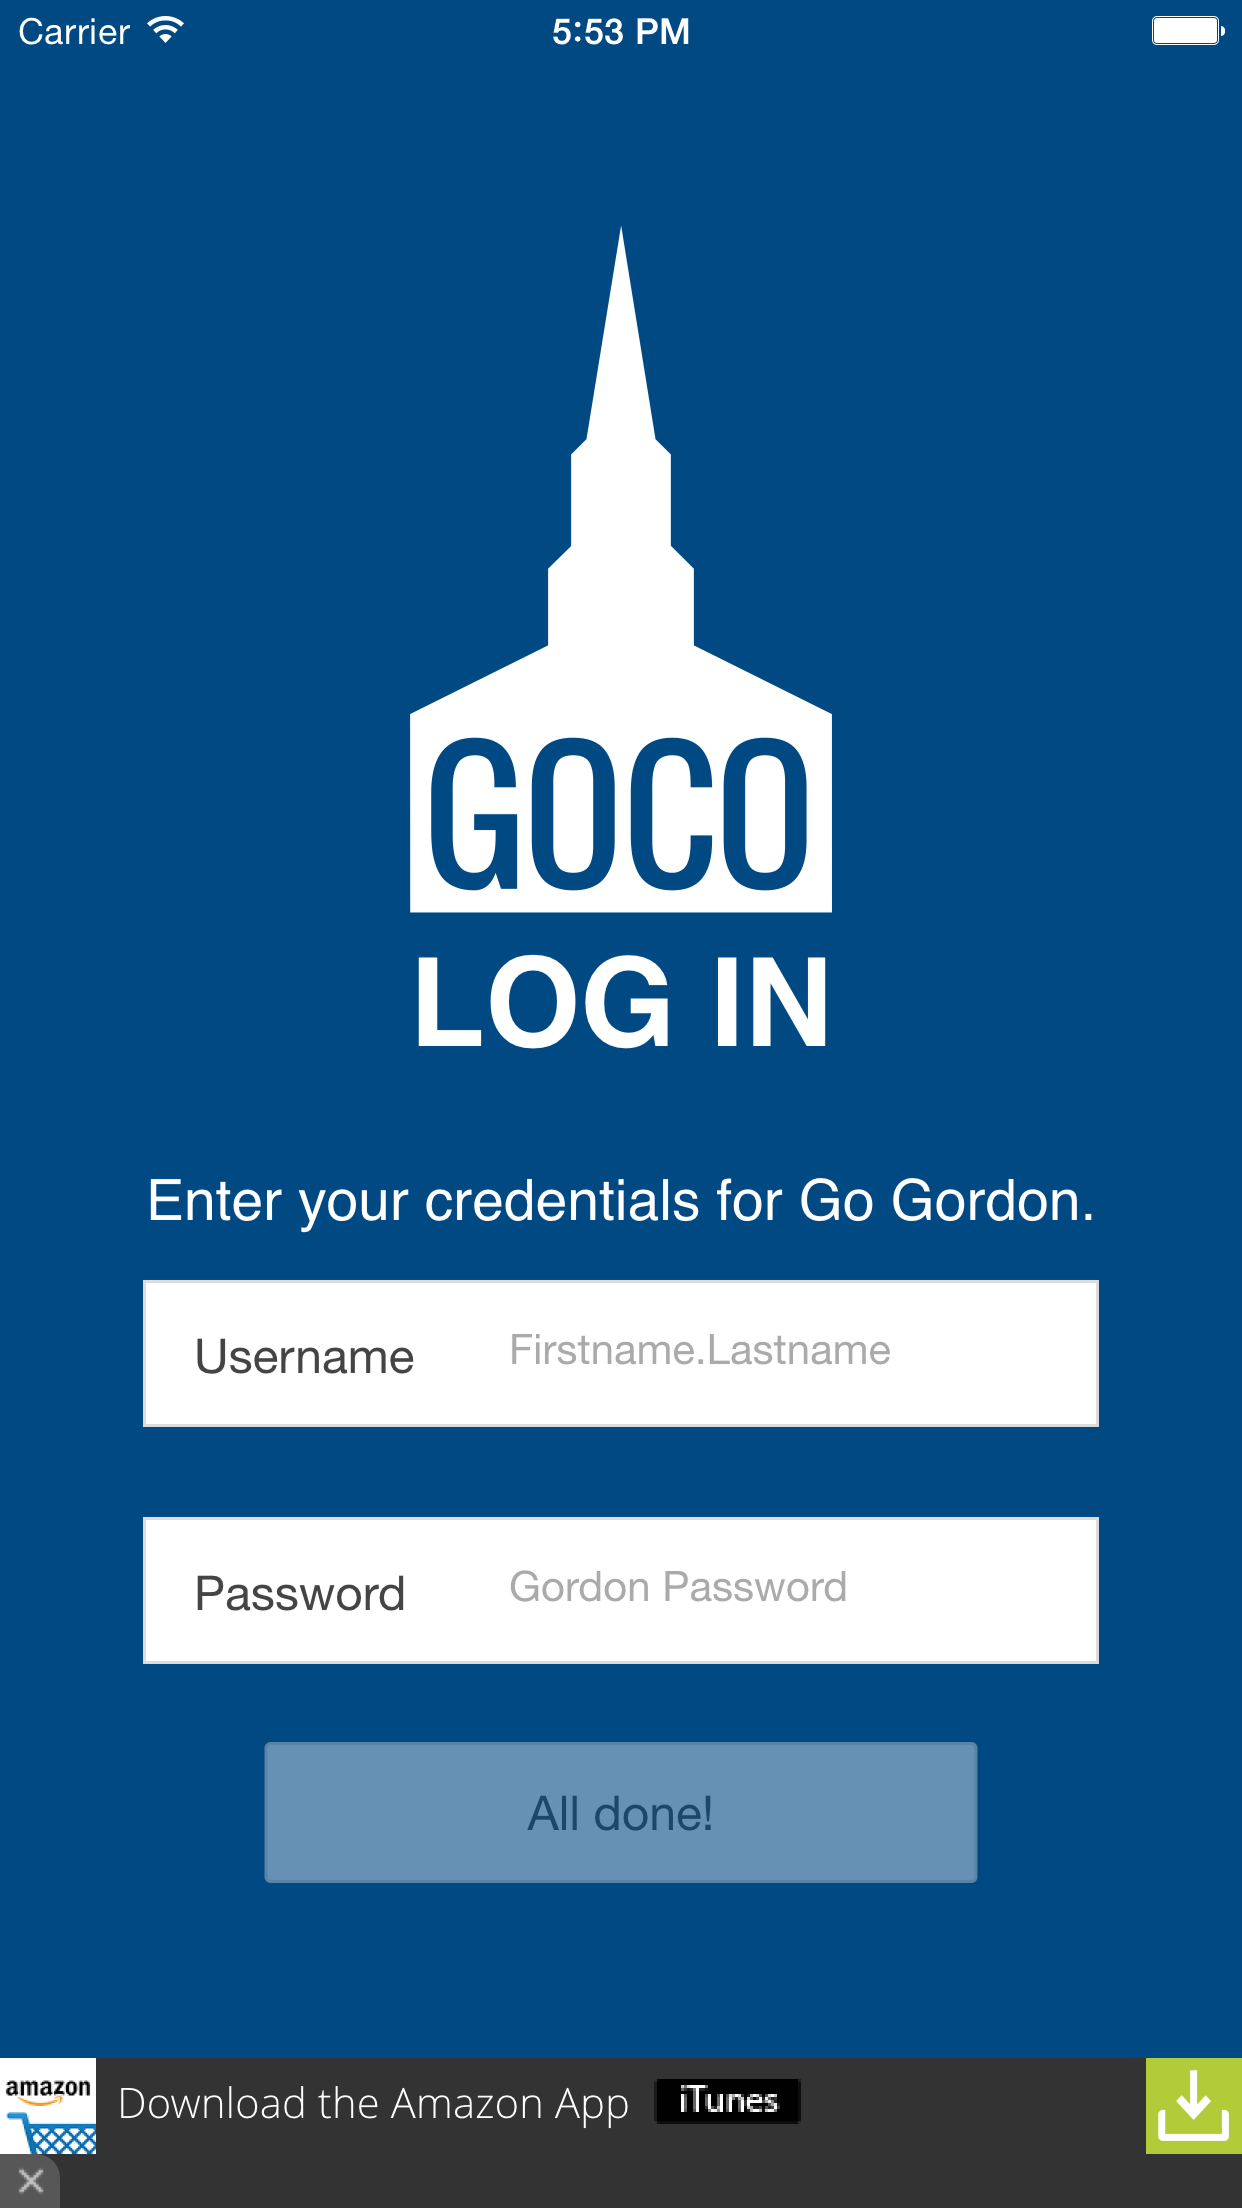 Carrier 5:53 PM
GOCO
LOG IN
Enter your credentials for Go Gordon.
Username Firstname.Lastname
Password Gordon Password
All done!
amazon
Download the Amazon App iTunes